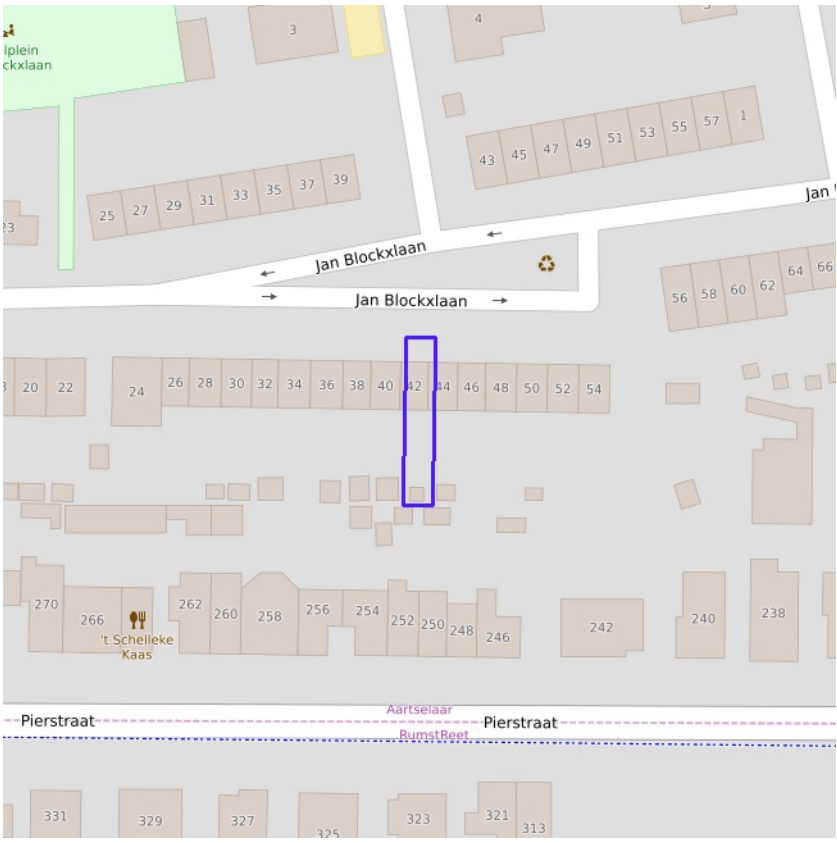 3
4
lplein
ckxlaan
43 45 47 49 51 53 55 57 1
25 27 29 31 33 35 37 39
23
Jan
Jan Blockxlaan
Jan Blockxlaan
56 58 60 62 64 66
20 22 24 26 28 30 32 34 36 38 40 42 44 46 48 50 52 54
270 266 262 260 258 256 254 252 250 248 246 242 240 238
't Schelleke
Kaas
Aartselaar
Pierstraat Pierstraat
RumstReet
331 329 327 325 323 321 313